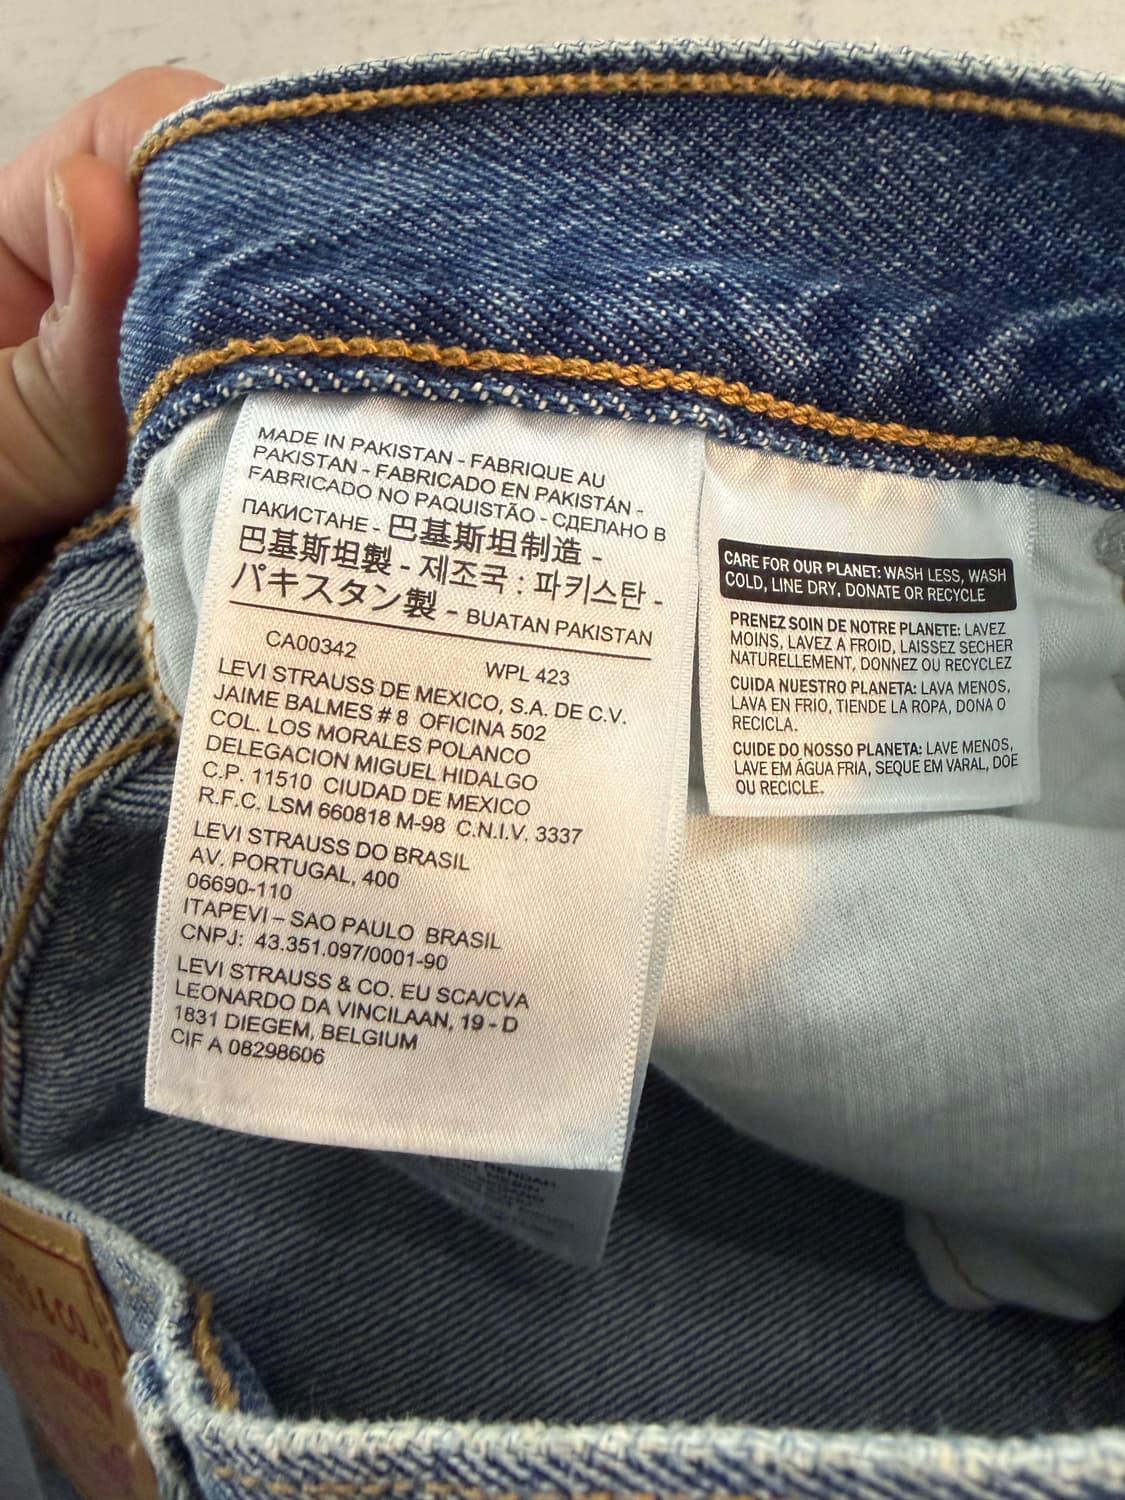 MADE IN PAKISTAN - FABRIQUE AU
PAKISTAN - FABRICADO EN PAKISTÁN -
FABRICADO NO PAQUISTÃO - СДЕЛАНО В
ПАКИСТАНЕ - 巴基斯坦制造 -
巴基斯坦製 - 제조국 : 파키스탄 -
パキスタン製 - BUATAN PAKISTAN
CA00342
WPL 423
LEVI STRAUSS DE MEXICO, S.A. DE C.V.
JAIME BALMES # 8 OFICINA 502
COL. LOS MORALES POLANCO
DELEGACION MIGUEL HIDALGO
C.P. 11510 CIUDAD DE MEXICO
R.F.C. LSM 660818 M-98 C.N.I.V. 3337
LEVI STRAUSS DO BRASIL
AV. PORTUGAL, 400
06690-110
ITAPEVI – SAO PAULO BRASIL
CNPJ: 43.351.097/0001-90
LEVI STRAUSS & CO. EU SCA/CVA
LEONARDO DA VINCILAAN, 19 - D
1831 DIEGEM, BELGIUM
CIF A 08298606
CARE FOR OUR PLANET: WASH LESS, WASH
COLD, LINE DRY, DONATE OR RECYCLE
PRENEZ SOIN DE NOTRE PLANETE: LAVEZ
MOINS, LAVEZ À FROID, LAISSEZ SECHER
NATURELLEMENT, DONNEZ OU RECYCLEZ
CUIDA NUESTRO PLANETA: LAVA MENOS,
LAVA EN FRIO, TIENDE LA ROPA, DONA O
RECICLA.
CUIDE DO NOSSO PLANETA: LAVE MENOS,
LAVE EM ÁGUA FRIA, SEQUE EM VARAL, DOE
OU RECICLE.